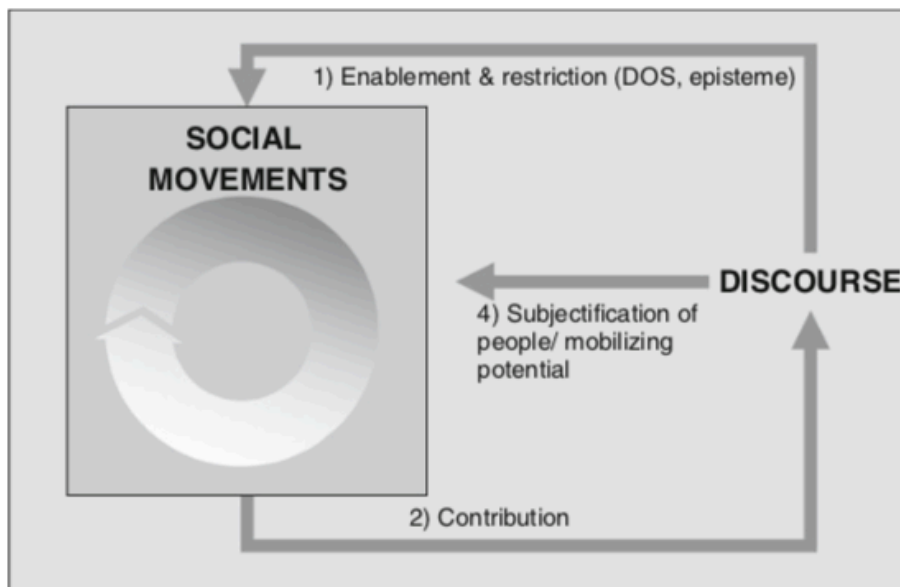 1) Enablement & restriction (DOS, episteme)
SOCIAL
MOVEMENTS
DISCOURSE
4) Subjectification of
people/ mobilizing
potential
2) Contribution